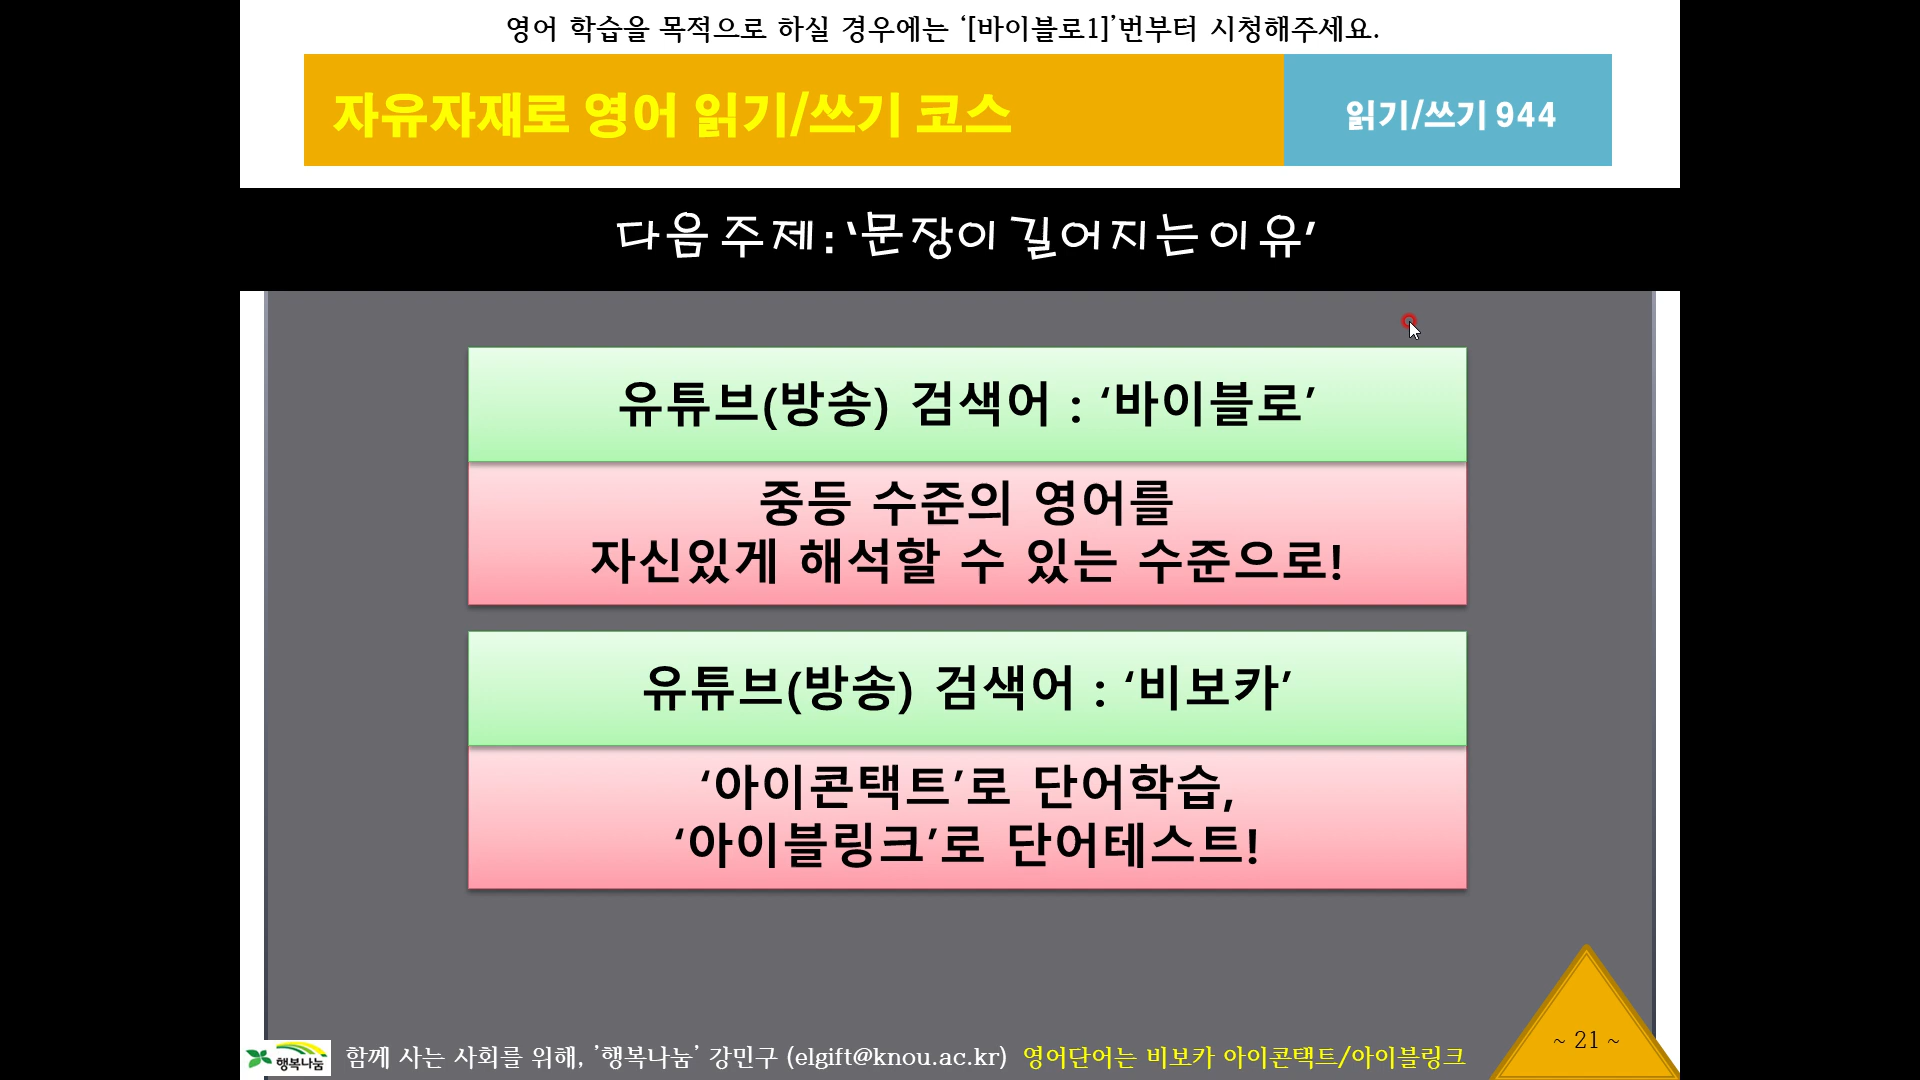 영어 학습을 목적으로 하실 경우에는 ‘[바이블로1]’번부터 시청해주세요.
자유자재로 영어 읽기/쓰기 코스
읽기/쓰기 944
다음 주제 : ‘문장이 길어지는 이유’
유튜브(방송) 검색어 : ‘바이블로’
중등 수준의 영어를
자신있게 해석할 수 있는 수준으로!
유튜브(방송) 검색어 : ‘비보카’
‘아이콘택트’로 단어학습,
‘아이블링크’로 단어테스트!
~ 21 ~
행복나눔
함께 사는 사회를 위해, ’행복나눔’ 강민구 (elgift@knou.ac.kr) 영어단어는 비보카 아이콘택트/아이블링크